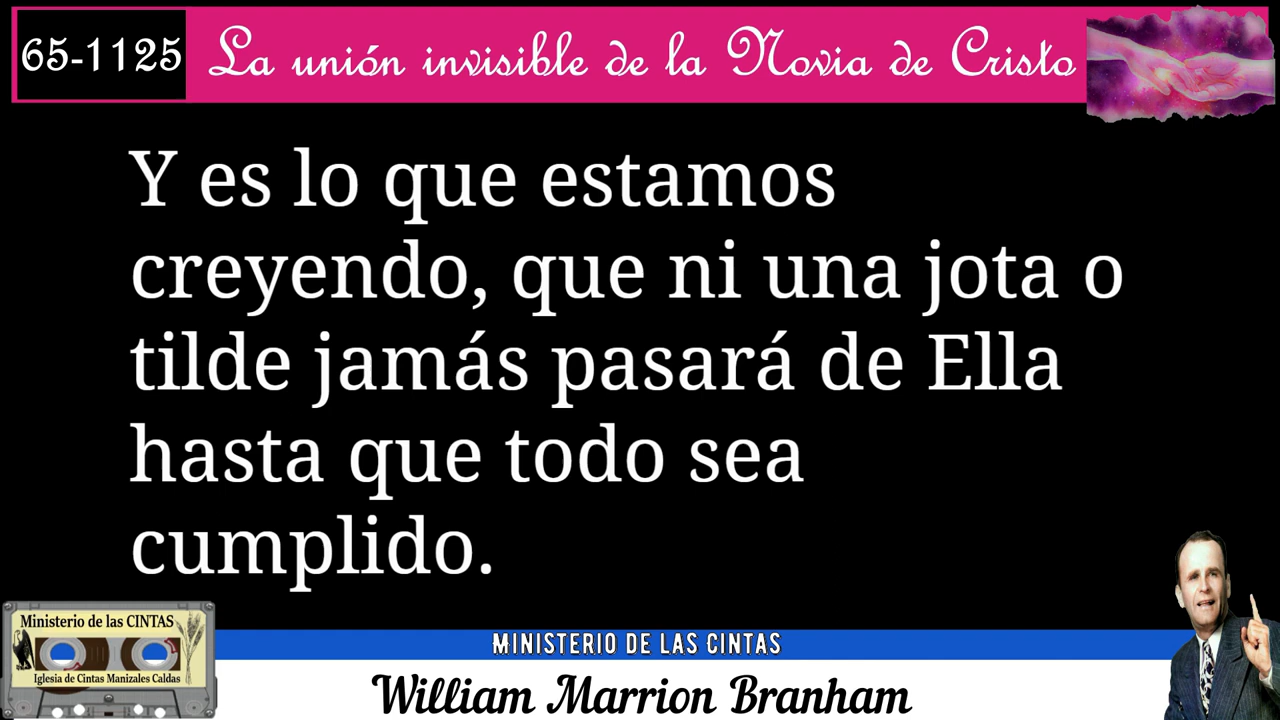 65-1125 La unión invisible de la Novia de Cristo
Y es lo que estamos
creyendo, que ni una jota o
tilde jamás pasará de Ella
hasta que todo sea
cumplido.
Ministerio de las CINTAS
Iglesia de Cintas Manizales Caldas
MINISTERIO DE LAS CINTAS
William Marrion Branham